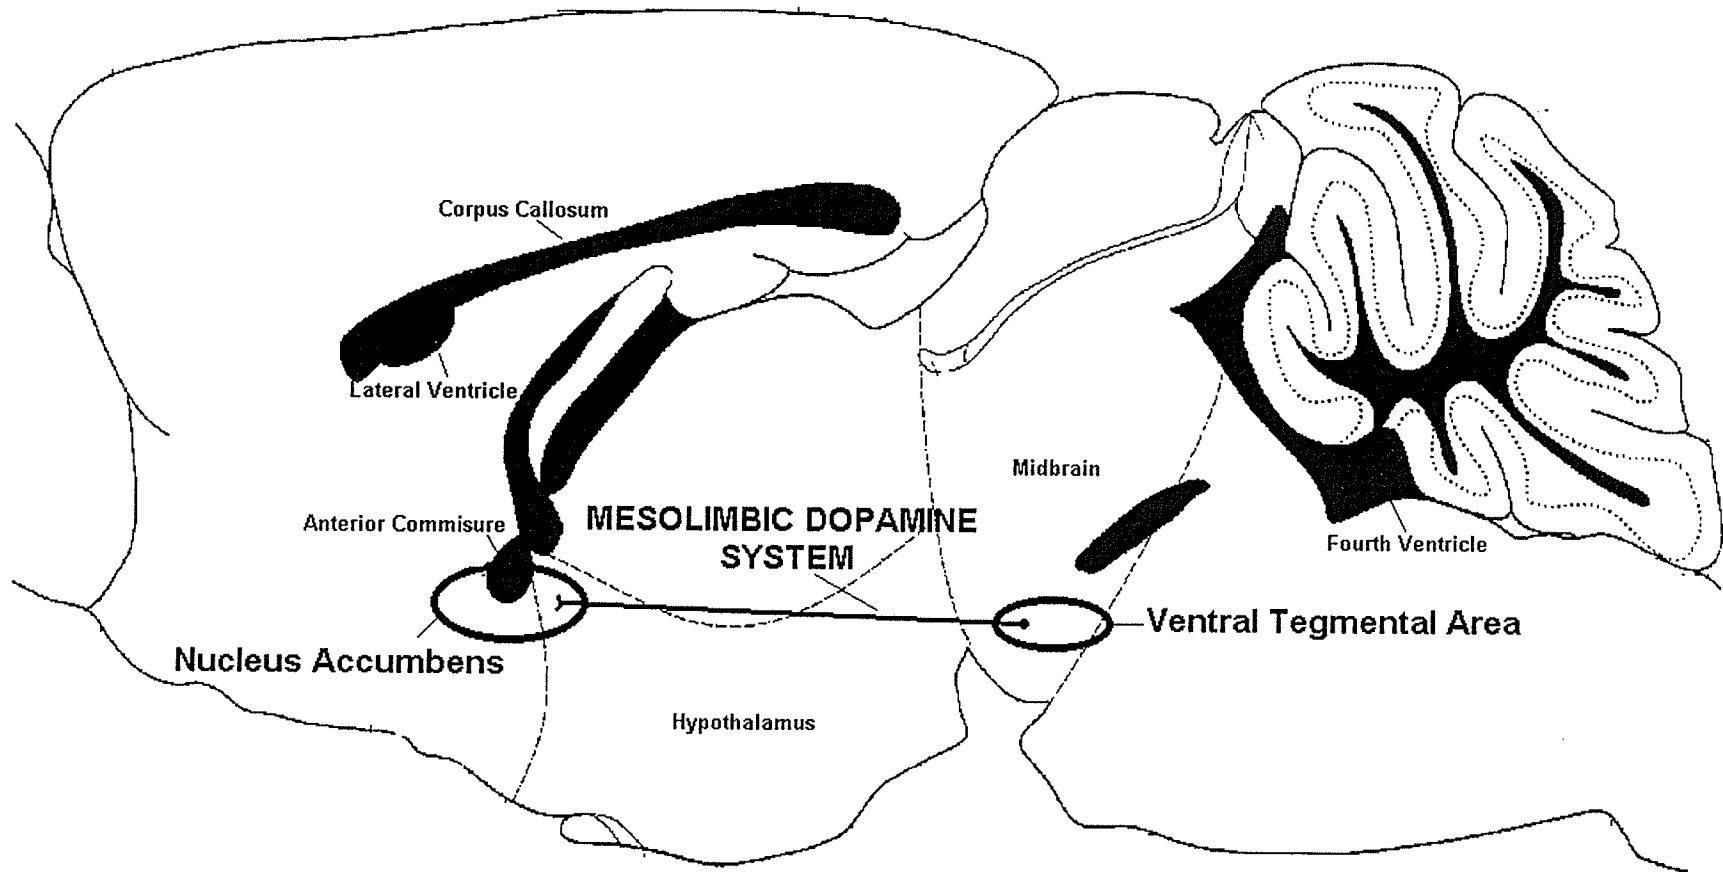 Corpus Callosum
Lateral Ventricle
Midbrain
Anterior Commisure
MESOLIMBIC DOPAMINE
SYSTEM
Fourth Ventricle
Ventral Tegmental Area
Nucleus Accumbens
Hypothalamus